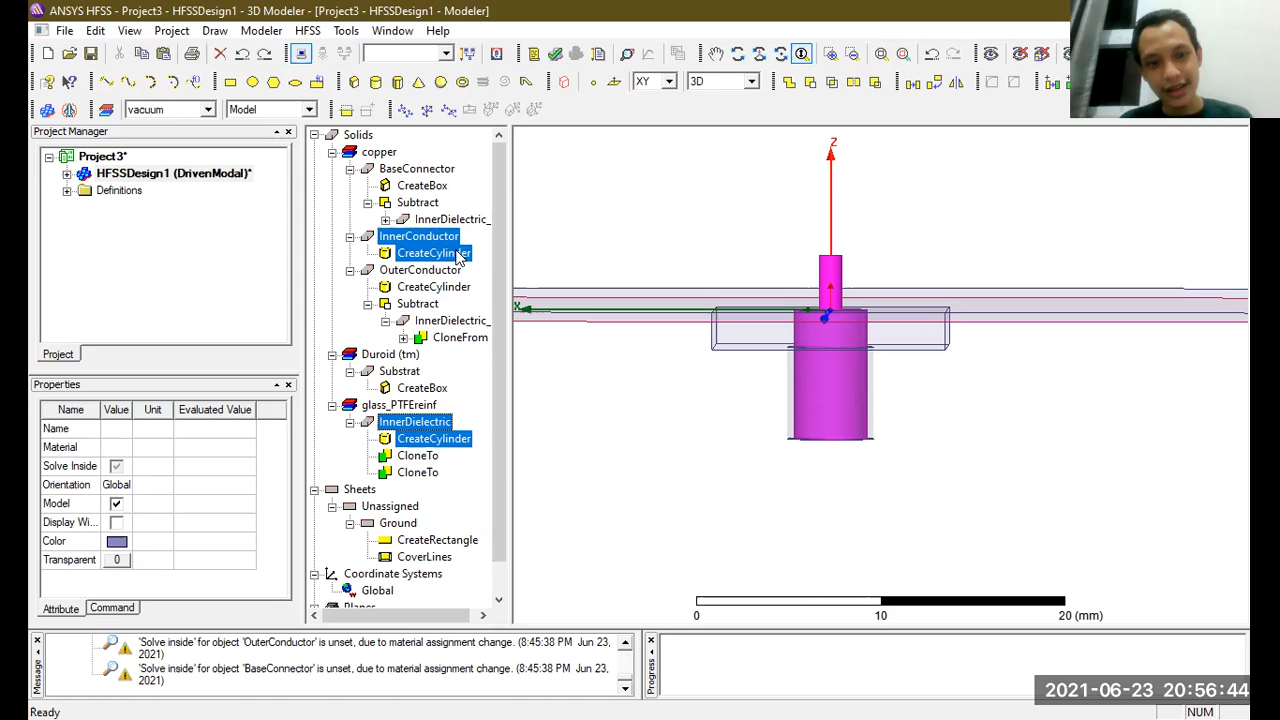 ANSYS HFSS - Project3 - HFSSDesign1 - 3D Modeler - [Project3 - HFSSDesign1 - Modeler]
File Edit View Project Draw Modeler HFSS Tools Window Help
XY 3D
vacuum Model
Project Manager
Project3*
HFSSDesign1 (DrivenModal)*
Definitions
Project
Properties
Name Value Unit Evaluated Value
Name
Material
Solve Inside
Orientation Global
Model
Display Wi...
Color
Transparent 0
Attribute Command
Solids
copper
BaseConnector
CreateBox
Subtract
InnerDielectric_
InnerConductor
CreateCylinder
OuterConductor
CreateCylinder
Subtract
InnerDielectric_
CloneFrom
Duroid (tm)
Substrat
CreateBox
glass_PTFEreinf
InnerDielectric
CreateCylinder
CloneTo
CloneTo
Sheets
Unassigned
Ground
CreateRectangle
CoverLines
Coordinate Systems
Global
Planes
Z
X
0 10 20 (mm)
Message
'Solve inside' for object 'OuterConductor' is unset, due to material assignment change. (8:45:38 PM Jun 23,
2021)
'Solve inside' for object 'BaseConnector' is unset, due to material assignment change. (8:45:38 PM Jun 23,
2021)
Progress
2021-06-23 20:56:44
Ready
NUM